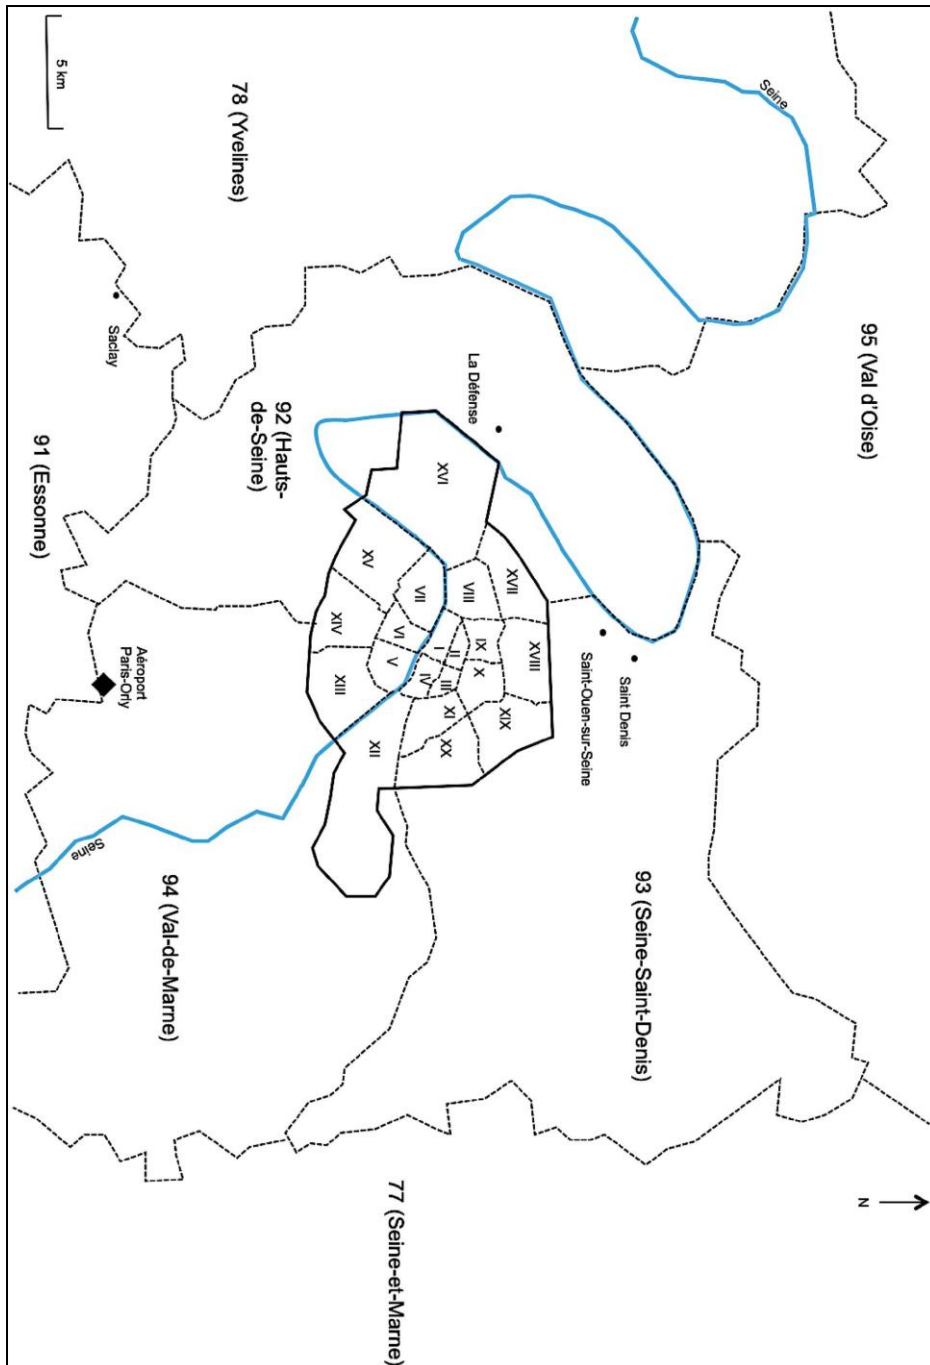 N
Seine
95 (Val d'Oise)
78 (Yvelines)
La Défense
Saint Denis
Saint-Ouen-sur-Seine
93 (Seine-Saint-Denis)
XVII
XVIII
XIX
VIII
IX
X
XVI
II
III
I
XI
XX
IV
VII
VI
V
XV
XIV
XIII
XII
92 (Hauts-
de-Seine)
77 (Seine-et-Marne)
Saclay
Aéroport
Paris-Orly
94 (Val-de-Marne)
Seine
91 (Essonne)
5 km